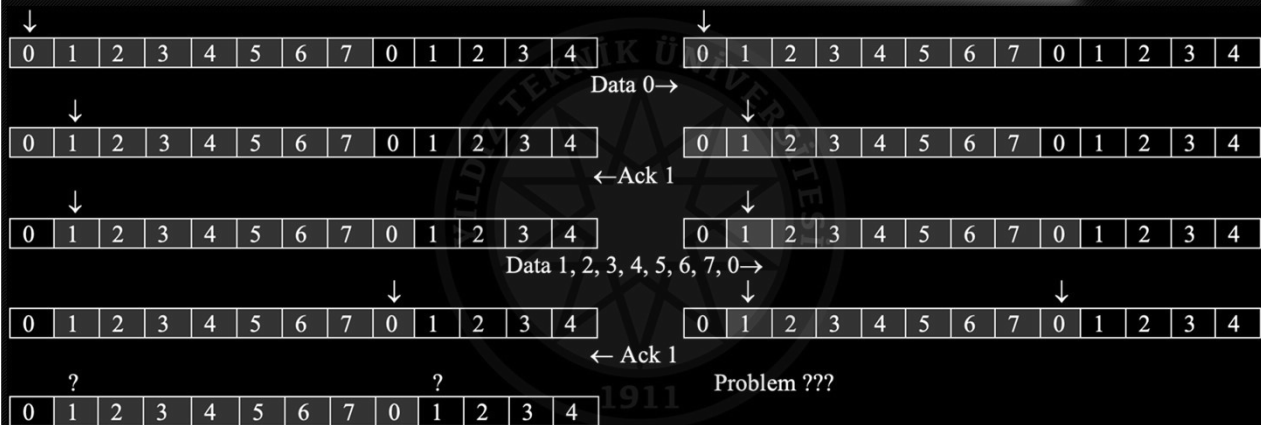 ↓ ↓
0 1 2 3 4 5 6 7 0 1 2 3 4 0 1 2 3 4 5 6 7 0 1 2 3 4
Data 0→
↓ ↓
0 1 2 3 4 5 6 7 0 1 2 3 4 0 1 2 3 4 5 6 7 0 1 2 3 4
←Ack 1
↓ ↓
0 1 2 3 4 5 6 7 0 1 2 3 4 0 1 2 3 4 5 6 7 0 1 2 3 4
Data 1, 2, 3, 4, 5, 6, 7, 0→
↓ ↓ ↓
0 1 2 3 4 5 6 7 0 1 2 3 4 0 1 2 3 4 5 6 7 0 1 2 3 4
← Ack 1
? ? Problem ???
0 1 2 3 4 5 6 7 0 1 2 3 4
YILDIZ TEKNİK ÜNİVERSİTESİ
1911